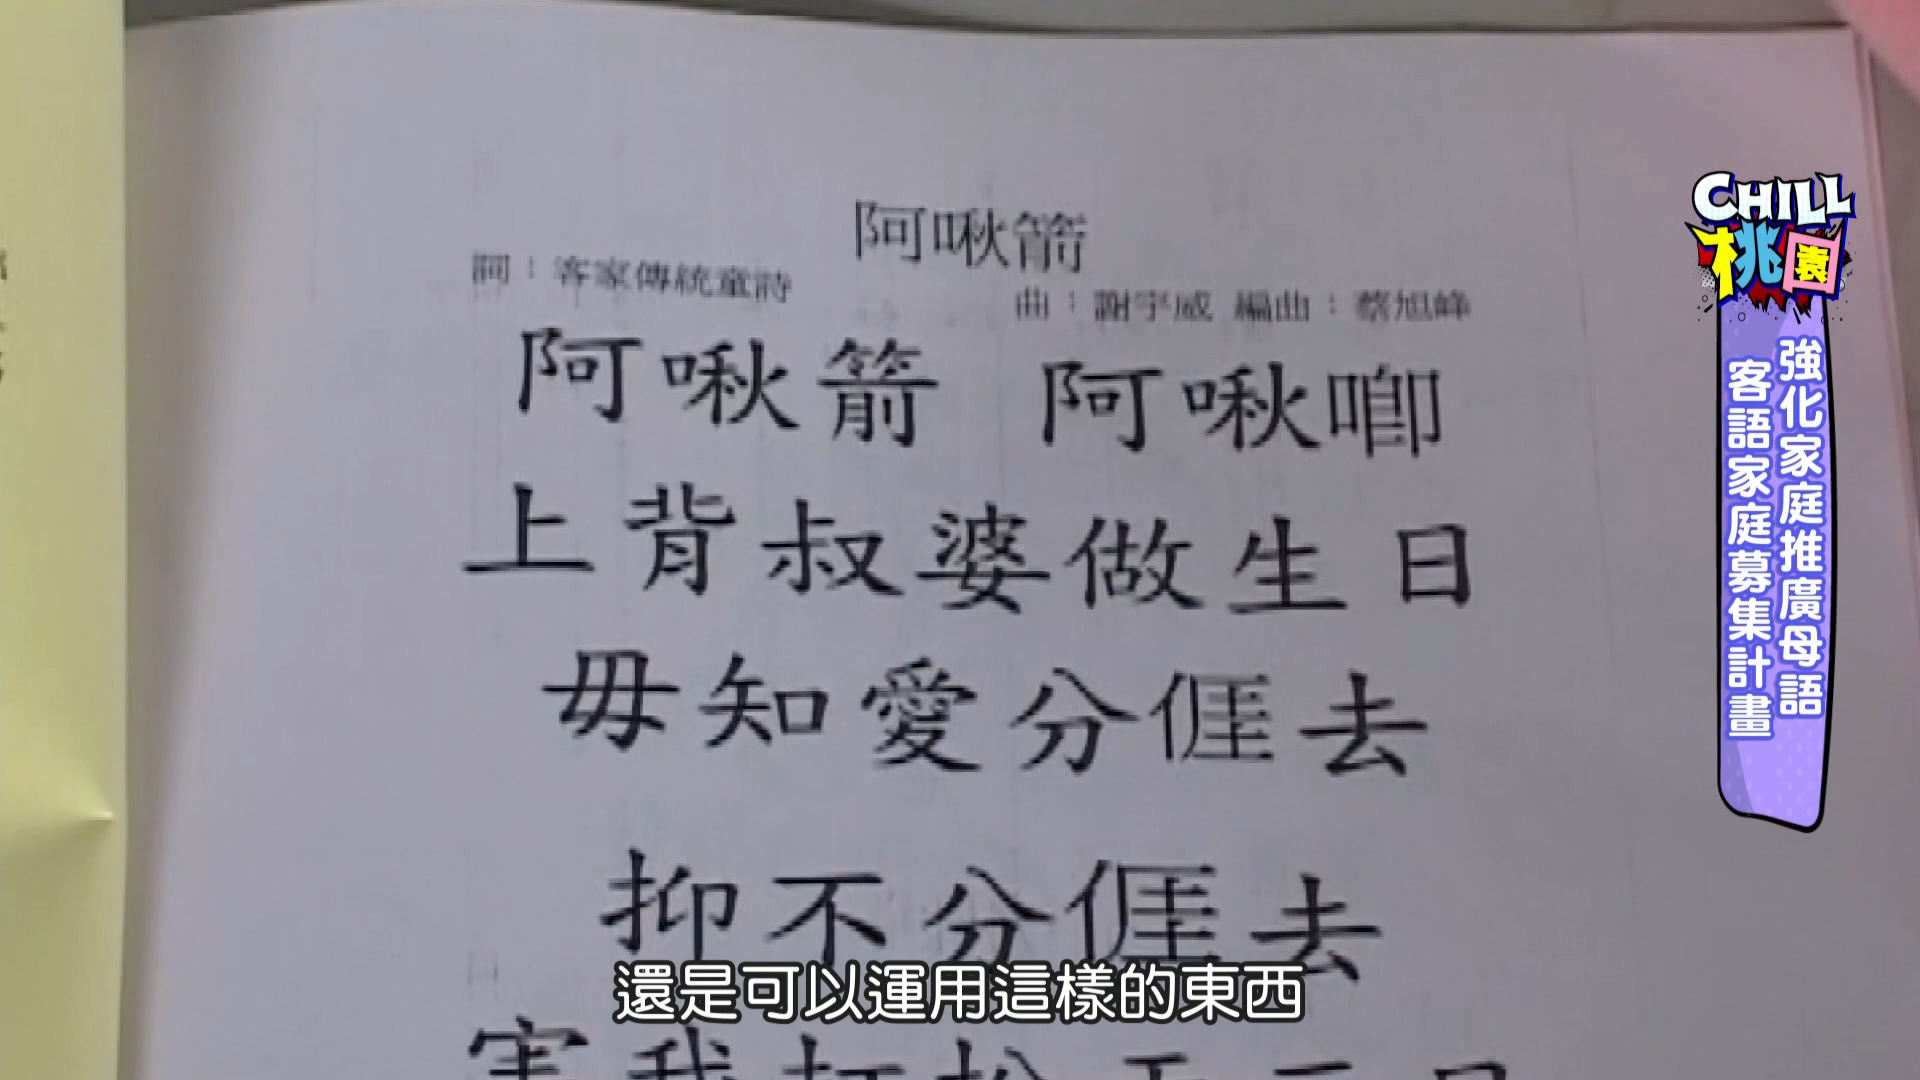 阿啾箭
詞：客家傳統童詩
曲：謝宇威 編曲：蔡旭峰
阿啾箭 阿啾唧
上背叔婆做生日
毋知愛分𠊎去
抑不分𠊎去
還是可以運用這樣的東西
CHILL
桃園
強化家庭推廣母語
客語家庭募集計畫